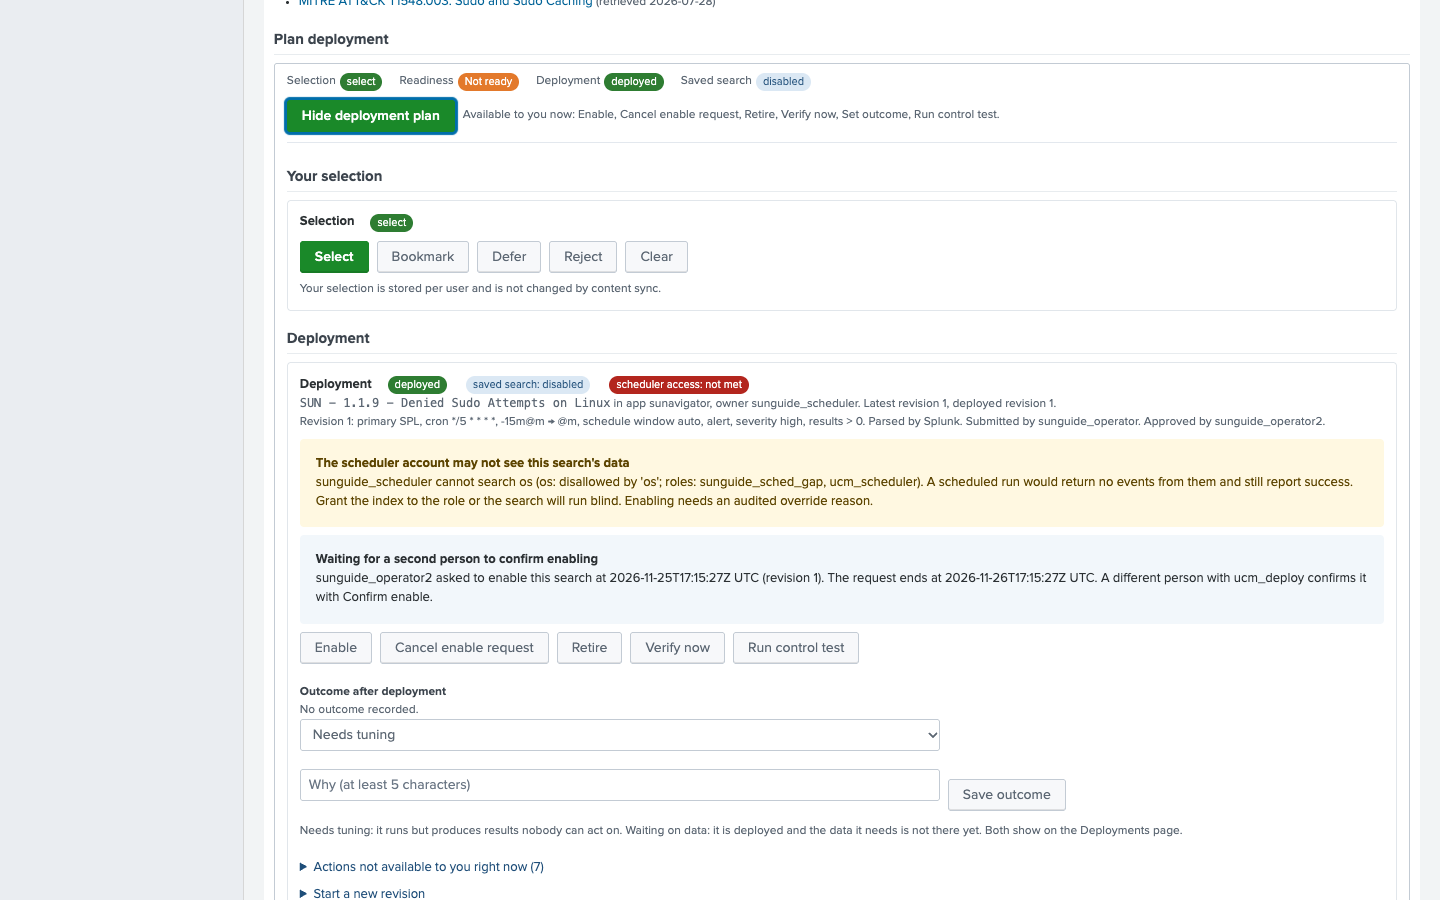 MITRE ATT&CK T1548.003: Sudo and Sudo Caching (retrieved 2026-07-28)
Plan deployment
Selection select Readiness Not ready Deployment deployed Saved search disabled
Hide deployment plan Available to you now: Enable, Cancel enable request, Retire, Verify now, Set outcome, Run control test.
Your selection
Selection select
Select Bookmark Defer Reject Clear
Your selection is stored per user and is not changed by content sync.
Deployment
Deployment deployed saved search: disabled scheduler access: not met
SUN - 1.1.9 - Denied Sudo Attempts on Linux in app sunavigator, owner sunguide_scheduler. Latest revision 1, deployed revision 1.
Revision 1: primary SPL, cron */5 * * * *, -15m@m → @m, schedule window auto, alert, severity high, results > 0. Parsed by Splunk. Submitted by sunguide_operator. Approved by sunguide_operator2.
The scheduler account may not see this search's data
sunguide_scheduler cannot search os (os: disallowed by 'os'; roles: sunguide_sched_gap, ucm_scheduler). A scheduled run would return no events from them and still report success.
Grant the index to the role or the search will run blind. Enabling needs an audited override reason.
Waiting for a second person to confirm enabling
sunguide_operator2 asked to enable this search at 2026-11-25T17:15:27Z UTC (revision 1). The request ends at 2026-11-26T17:15:27Z UTC. A different person with ucm_deploy confirms it
with Confirm enable.
Enable Cancel enable request Retire Verify now Run control test
Outcome after deployment
No outcome recorded.
Needs tuning
Why (at least 5 characters) Save outcome
Needs tuning: it runs but produces results nobody can act on. Waiting on data: it is deployed and the data it needs is not there yet. Both show on the Deployments page.
Actions not available to you right now (7)
Start a new revision